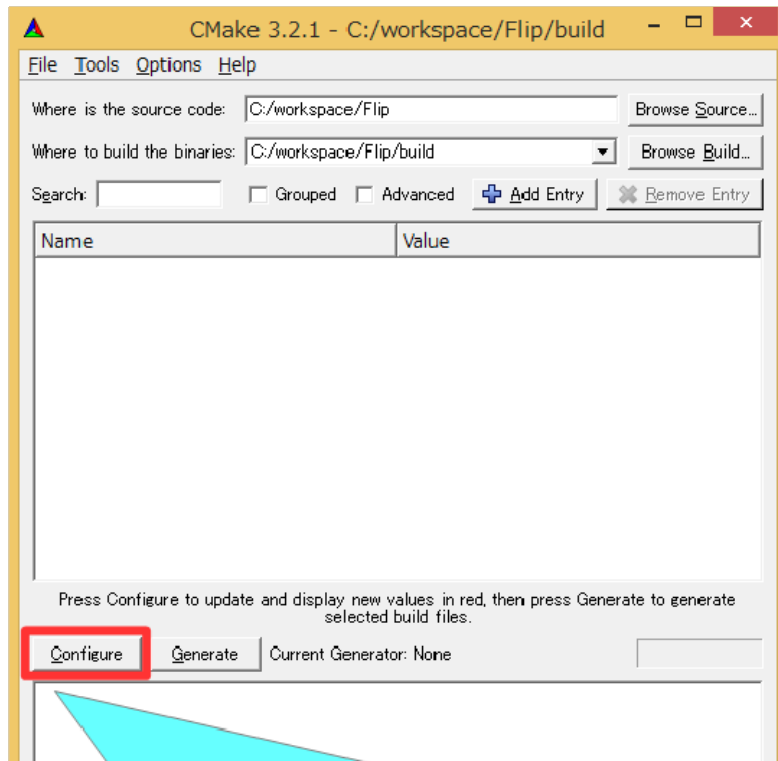 CMake 3.2.1 - C:/workspace/Flip/build
File Tools Options Help
Where is the source code: C:/workspace/Flip Browse Source...
Where to build the binaries: C:/workspace/Flip/build Browse Build...
Search: Grouped Advanced Add Entry Remove Entry
Name Value
Press Configure to update and display new values in red, then press Generate to generate
selected build files.
Configure Generate Current Generator: None